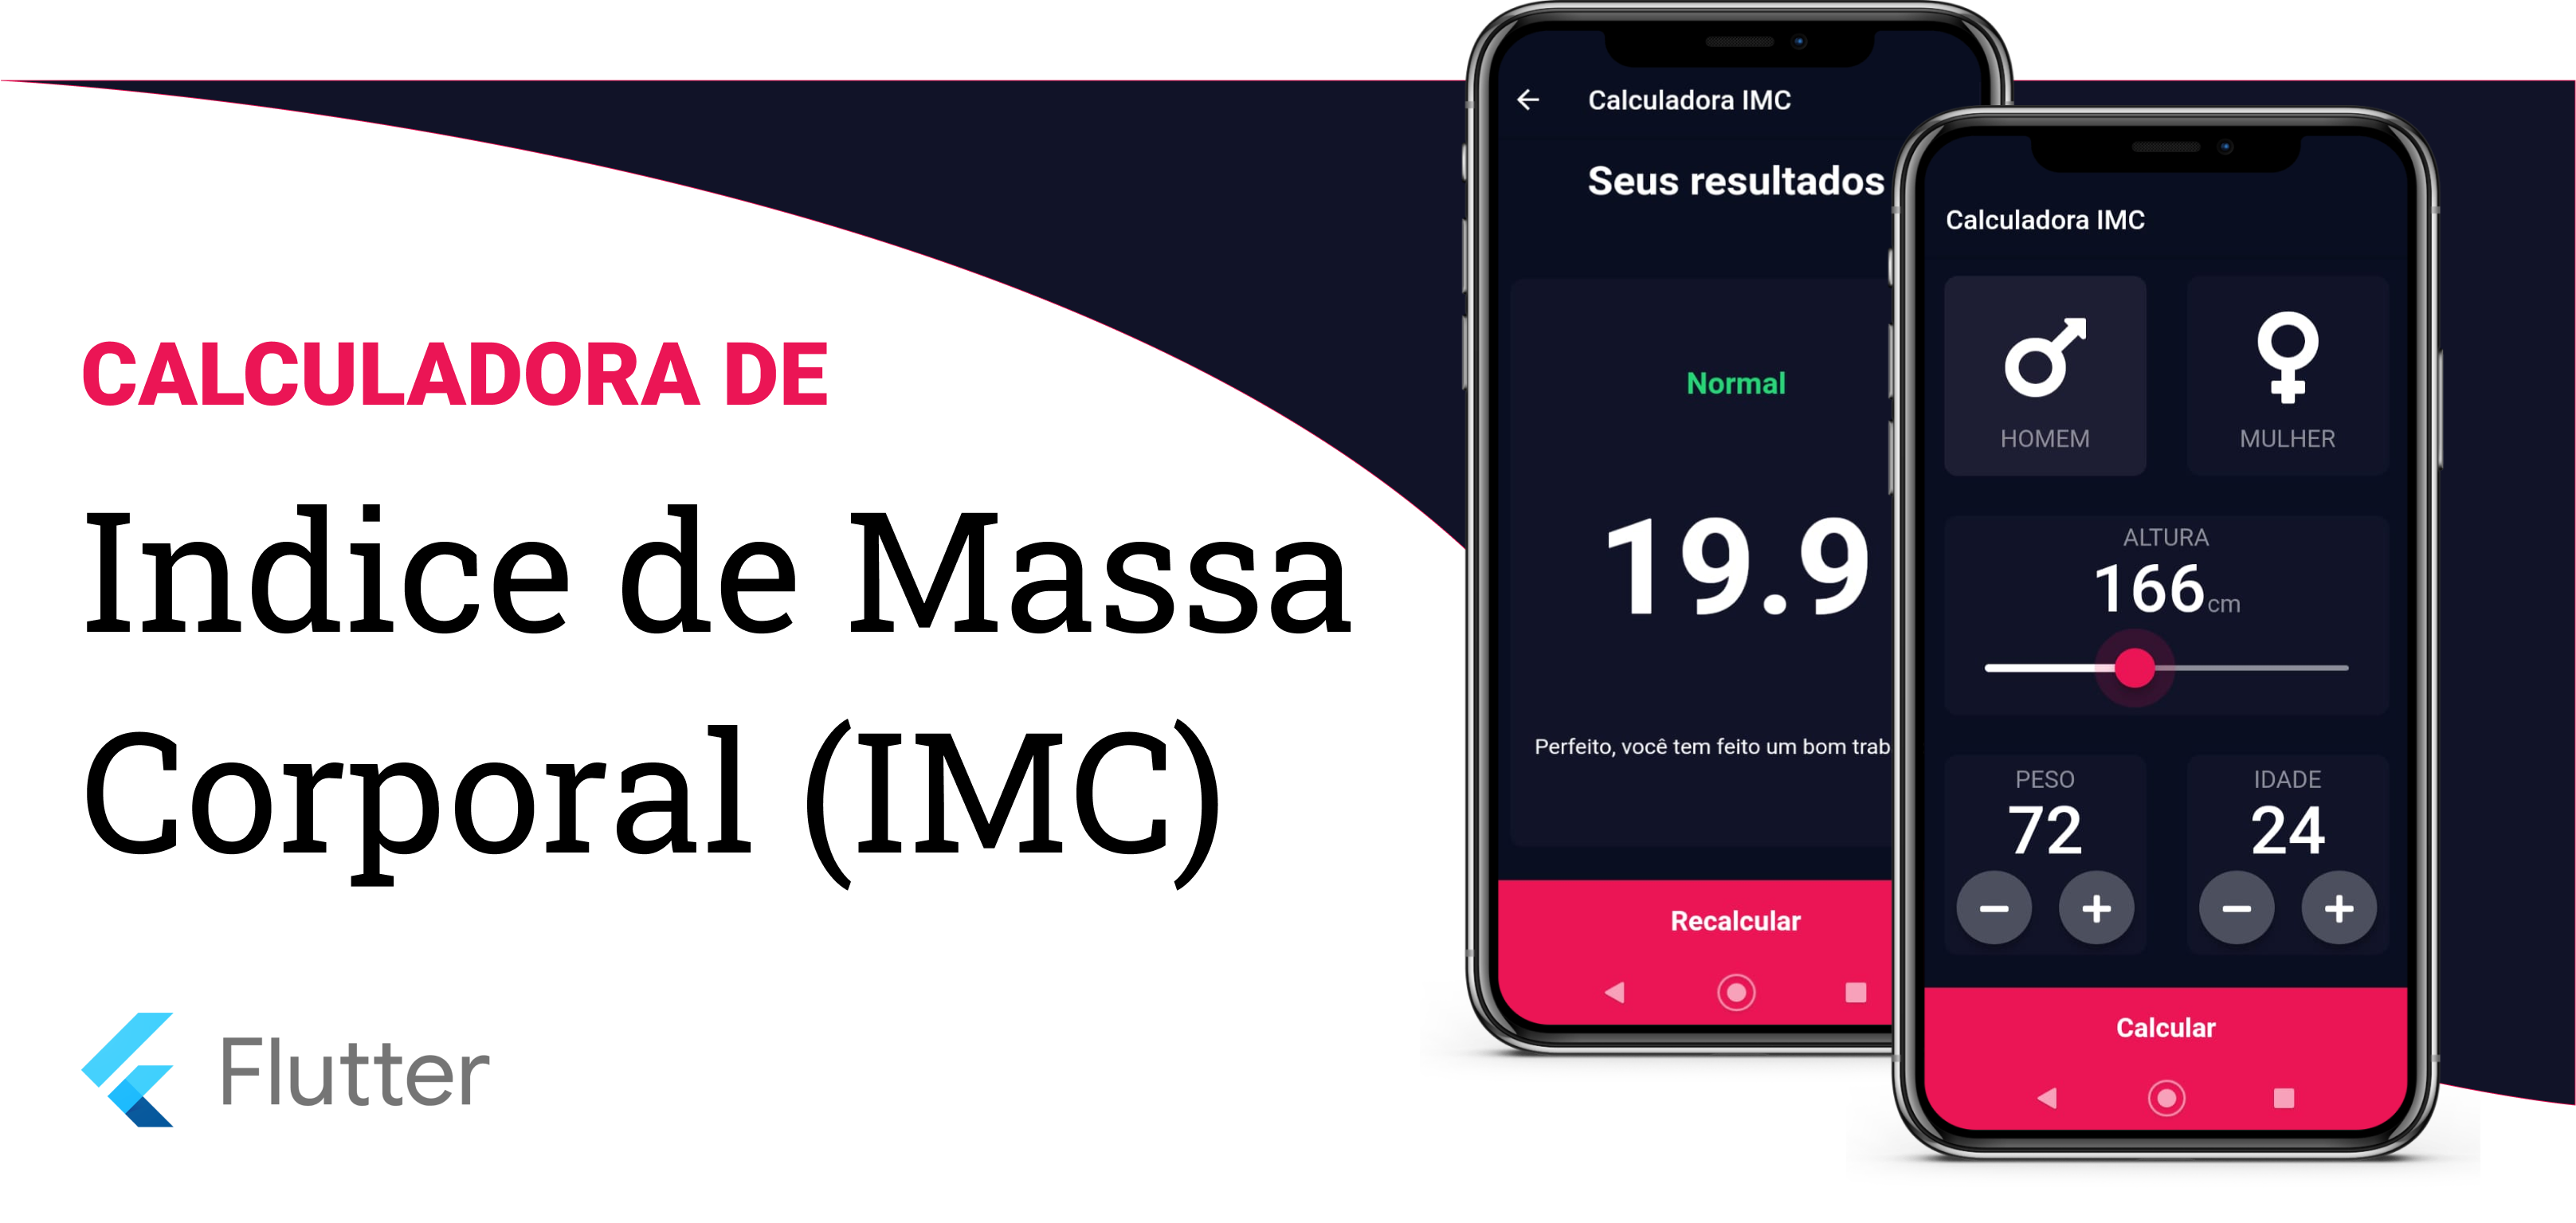 CALCULADORA DE
Indice de Massa
Corporal (IMC)
Flutter
Calculadora IMC
Seus resultados
Normal
19.9
Perfeito, você tem feito um bom trab
Recalcular
Calculadora IMC
HOMEM
MULHER
ALTURA
166cm
PESO
72
IDADE
24
Calcular